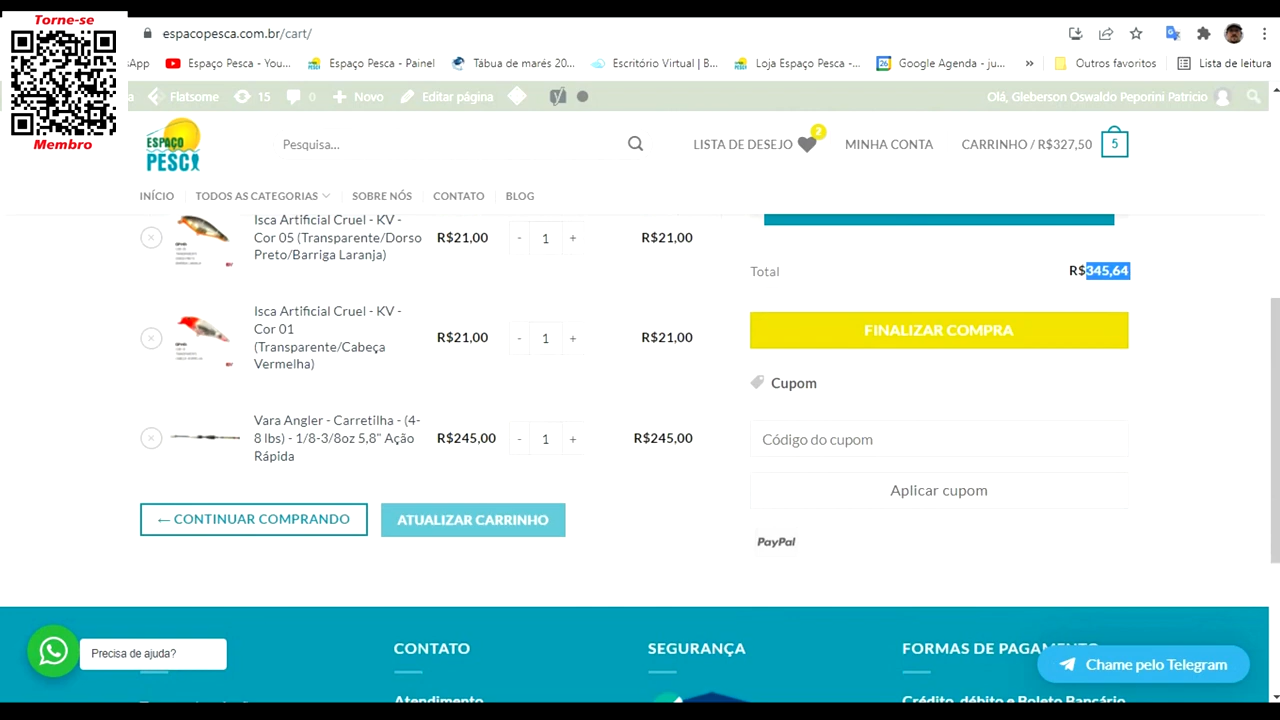 Torne-se
Membro
espacopesca.com.br/cart/
App
Espaço Pesca - You...
Espaço Pesca - Painel
Tábua de marés 20...
Escritório Virtual | B...
Loja Espaço Pesca -...
26
Google Agenda - ju...
»
Outros favoritos
Lista de leitura
Flatsome
15
0
Novo
Editar página
Olá, Gleberson Oswaldo Peporini Patricio
ESPAÇO
PESCA
Pesquisa...
LISTA DE DESEJO
2
MINHA CONTA
CARRINHO / R$327,50
5
INÍCIO
TODOS AS CATEGORIAS
SOBRE NÓS
CONTATO
BLOG
Isca Artificial Cruel - KV -
Cor 05 (Transparente/Dorso
Preto/Barriga Laranja)
R$21,00
- 1 +
R$21,00
Isca Artificial Cruel - KV -
Cor 01
(Transparente/Cabeça
Vermelha)
R$21,00
- 1 +
R$21,00
Vara Angler - Carretilha - (4-
8 lbs) - 1/8-3/8oz 5,8" Ação
Rápida
R$245,00
- 1 +
R$245,00
← CONTINUAR COMPRANDO
ATUALIZAR CARRINHO
Total
R$345,64
FINALIZAR COMPRA
Cupom
Código do cupom
Aplicar cupom
PayPal
Precisa de ajuda?
CONTATO
Atendimento
SEGURANÇA
FORMAS DE PAGAMENTO
Crédito, débito e Boleto Bancário
Chame pelo Telegram